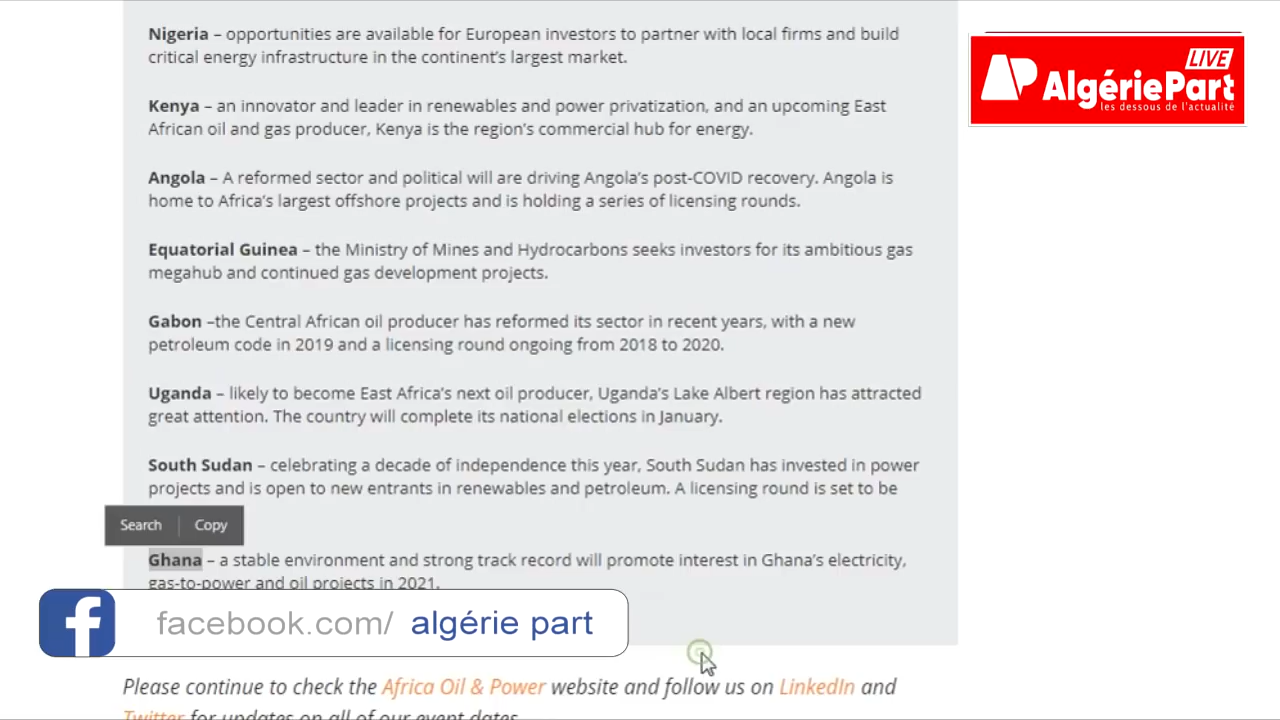 Nigeria – opportunities are available for European investors to partner with local firms and build
critical energy infrastructure in the continent's largest market.
Kenya – an innovator and leader in renewables and power privatization, and an upcoming East
African oil and gas producer, Kenya is the region's commercial hub for energy.
Angola – A reformed sector and political will are driving Angola's post-COVID recovery. Angola is
home to Africa's largest offshore projects and is holding a series of licensing rounds.
Equatorial Guinea – the Ministry of Mines and Hydrocarbons seeks investors for its ambitious gas
megahub and continued gas development projects.
Gabon –the Central African oil producer has reformed its sector in recent years, with a new
petroleum code in 2019 and a licensing round ongoing from 2018 to 2020.
Uganda – likely to become East Africa's next oil producer, Uganda's Lake Albert region has attracted
great attention. The country will complete its national elections in January.
South Sudan – celebrating a decade of independence this year, South Sudan has invested in power
projects and is open to new entrants in renewables and petroleum. A licensing round is set to be
Search Copy
Ghana – a stable environment and strong track record will promote interest in Ghana's electricity,
gas-to-power and oil projects in 2021.
facebook.com/ algérie part
Please continue to check the Africa Oil & Power website and follow us on LinkedIn and
Twitter for updates on all of our event dates
LIVE
AP AlgériePart
les dessous de l'actualité